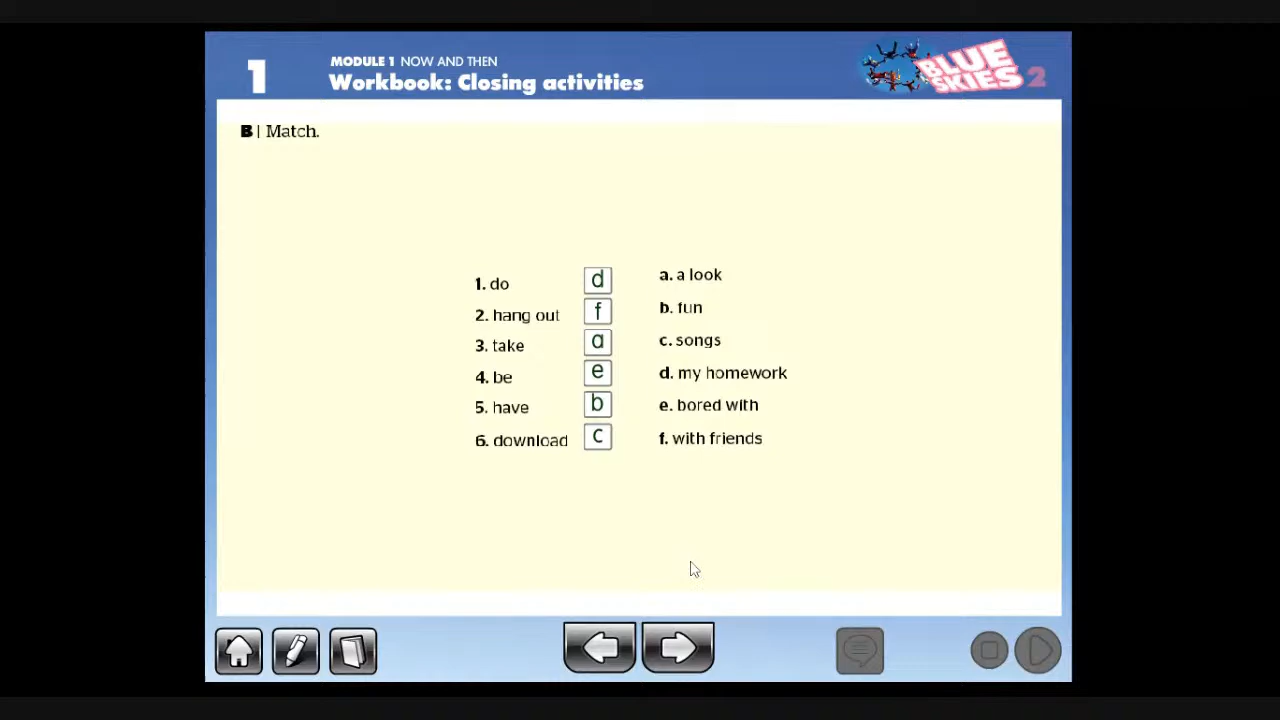 1
MODULE 1 NOW AND THEN
Workbook: Closing activities
BLUE
SKIES 2
B | Match.
1. do d
2. hang out f
3. take a
4. be e
5. have b
6. download c
a. a look
b. fun
c. songs
d. my homework
e. bored with
f. with friends